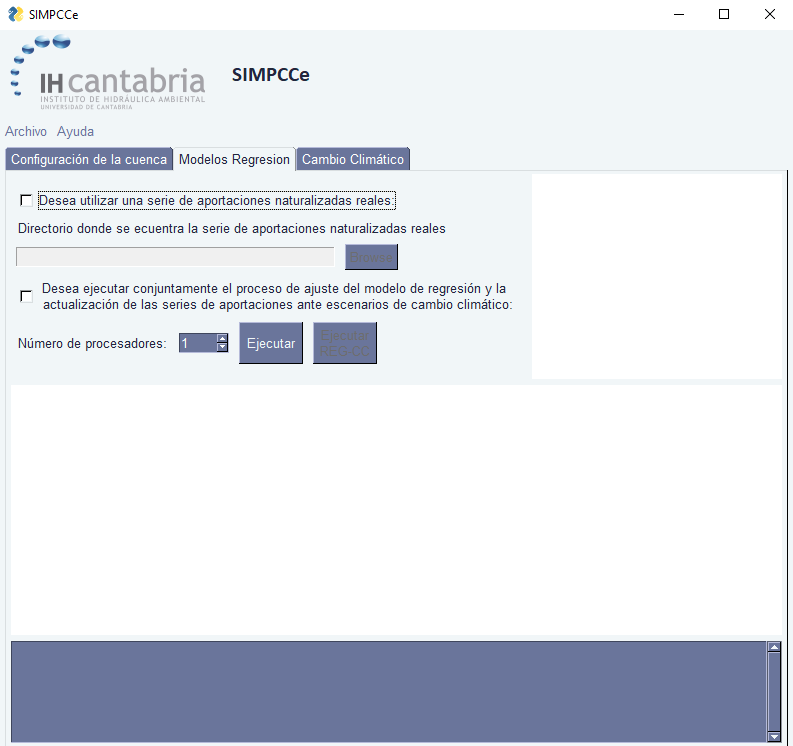 SIMPCCe
IHcantabria
INSTITUTO DE HIDRÁULICA AMBIENTAL
UNIVERSIDAD DE CANTABRIA
SIMPCCe
Archivo Ayuda
Configuración de la cuenca Modelos Regresion Cambio Climático
Desea utilizar una serie de aportaciones naturalizadas reales:
Directorio donde se ecuentra la serie de aportaciones naturalizadas reales
Browse
Desea ejecutar conjuntamente el proceso de ajuste del modelo de regresión y la
actualización de las series de aportaciones ante escenarios de cambio climático:
Número de procesadores: 1 Ejecutar
Ejecutar
REG-CC